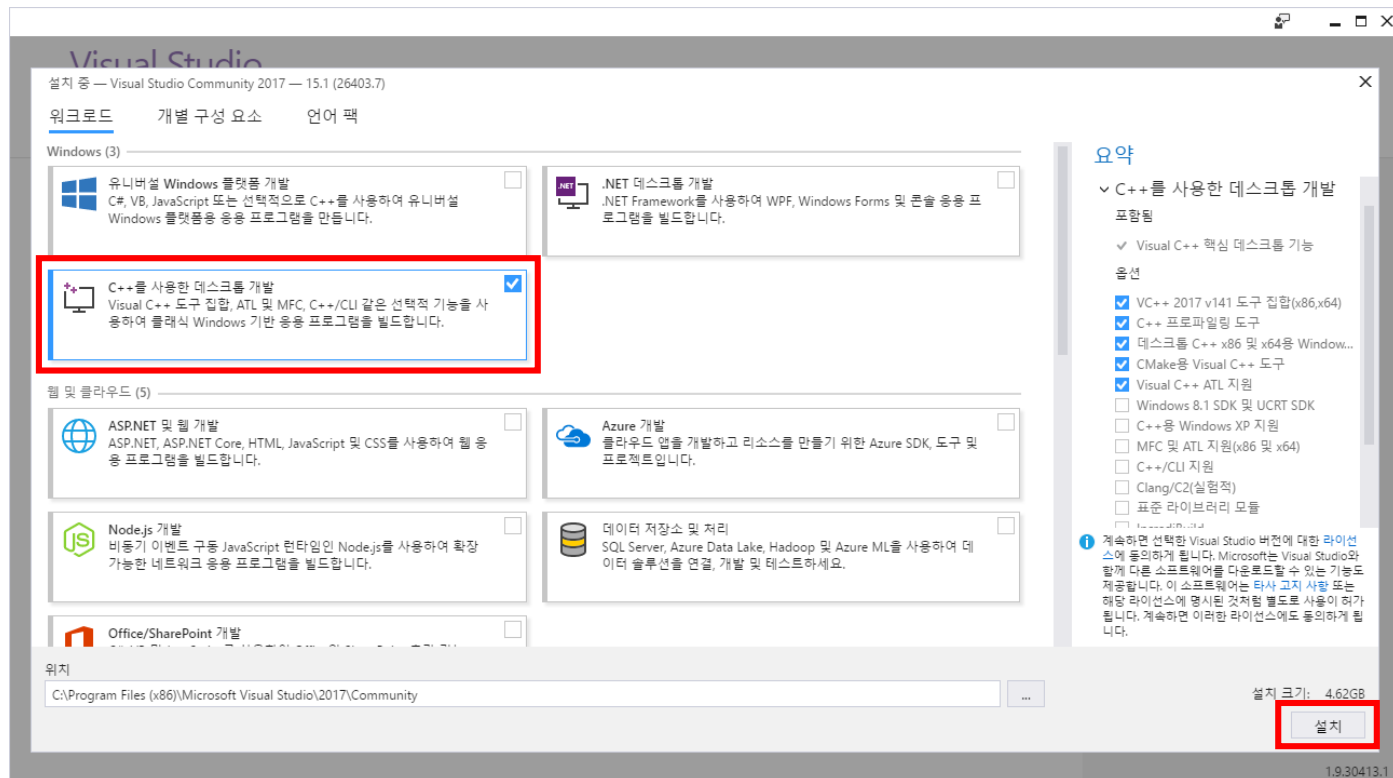 Visual Studio
설치 중 — Visual Studio Community 2017 — 15.1 (26403.7)
워크로드 개별 구성 요소 언어 팩
Windows (3)
유니버설 Windows 플랫폼 개발
C#, VB, JavaScript 또는 선택적으로 C++를 사용하여 유니버설
Windows 플랫폼용 응용 프로그램을 만듭니다.
.NET
.NET 데스크톱 개발
.NET Framework를 사용하여 WPF, Windows Forms 및 콘솔 응용 프
로그램을 빌드합니다.
C++를 사용한 데스크톱 개발
Visual C++ 도구 집합, ATL 및 MFC, C++/CLI 같은 선택적 기능을 사
용하여 클래식 Windows 기반 응용 프로그램을 빌드합니다.
웹 및 클라우드 (5)
ASP.NET 및 웹 개발
ASP.NET, ASP.NET Core, HTML, JavaScript 및 CSS를 사용하여 웹 응
용 프로그램을 빌드합니다.
Azure 개발
클라우드 앱을 개발하고 리소스를 만들기 위한 Azure SDK, 도구 및
프로젝트입니다.
Node.js 개발
비동기 이벤트 구동 JavaScript 런타임인 Node.js를 사용하여 확장
가능한 네트워크 응용 프로그램을 빌드합니다.
데이터 저장소 및 처리
SQL Server, Azure Data Lake, Hadoop 및 Azure ML을 사용하여 데
이터 솔루션을 연결, 개발 및 테스트하세요.
Office/SharePoint 개발
요약
C++를 사용한 데스크톱 개발
포함됨
Visual C++ 핵심 데스크톱 기능
옵션
VC++ 2017 v141 도구 집합(x86,x64)
C++ 프로파일링 도구
데스크톱 C++ x86 및 x64용 Window...
CMake용 Visual C++ 도구
Visual C++ ATL 지원
Windows 8.1 SDK 및 UCRT SDK
C++용 Windows XP 지원
MFC 및 ATL 지원(x86 및 x64)
C++/CLI 지원
Clang/C2(실험적)
표준 라이브러리 모듈
IncrediBuild
계속하면 선택한 Visual Studio 버전에 대한 라이선
스에 동의하게 됩니다. Microsoft는 Visual Studio와
함께 다른 소프트웨어를 다운로드할 수 있는 기능도
제공합니다. 이 소프트웨어는 타사 고지 사항 또는
해당 라이선스에 명시된 것처럼 별도로 사용이 허가
됩니다. 계속하면 이러한 라이선스에도 동의하게 됩
니다.
위치
C:\Program Files (x86)\Microsoft Visual Studio\2017\Community
...
설치 크기: 4.62GB
설치
1.9.30413.1